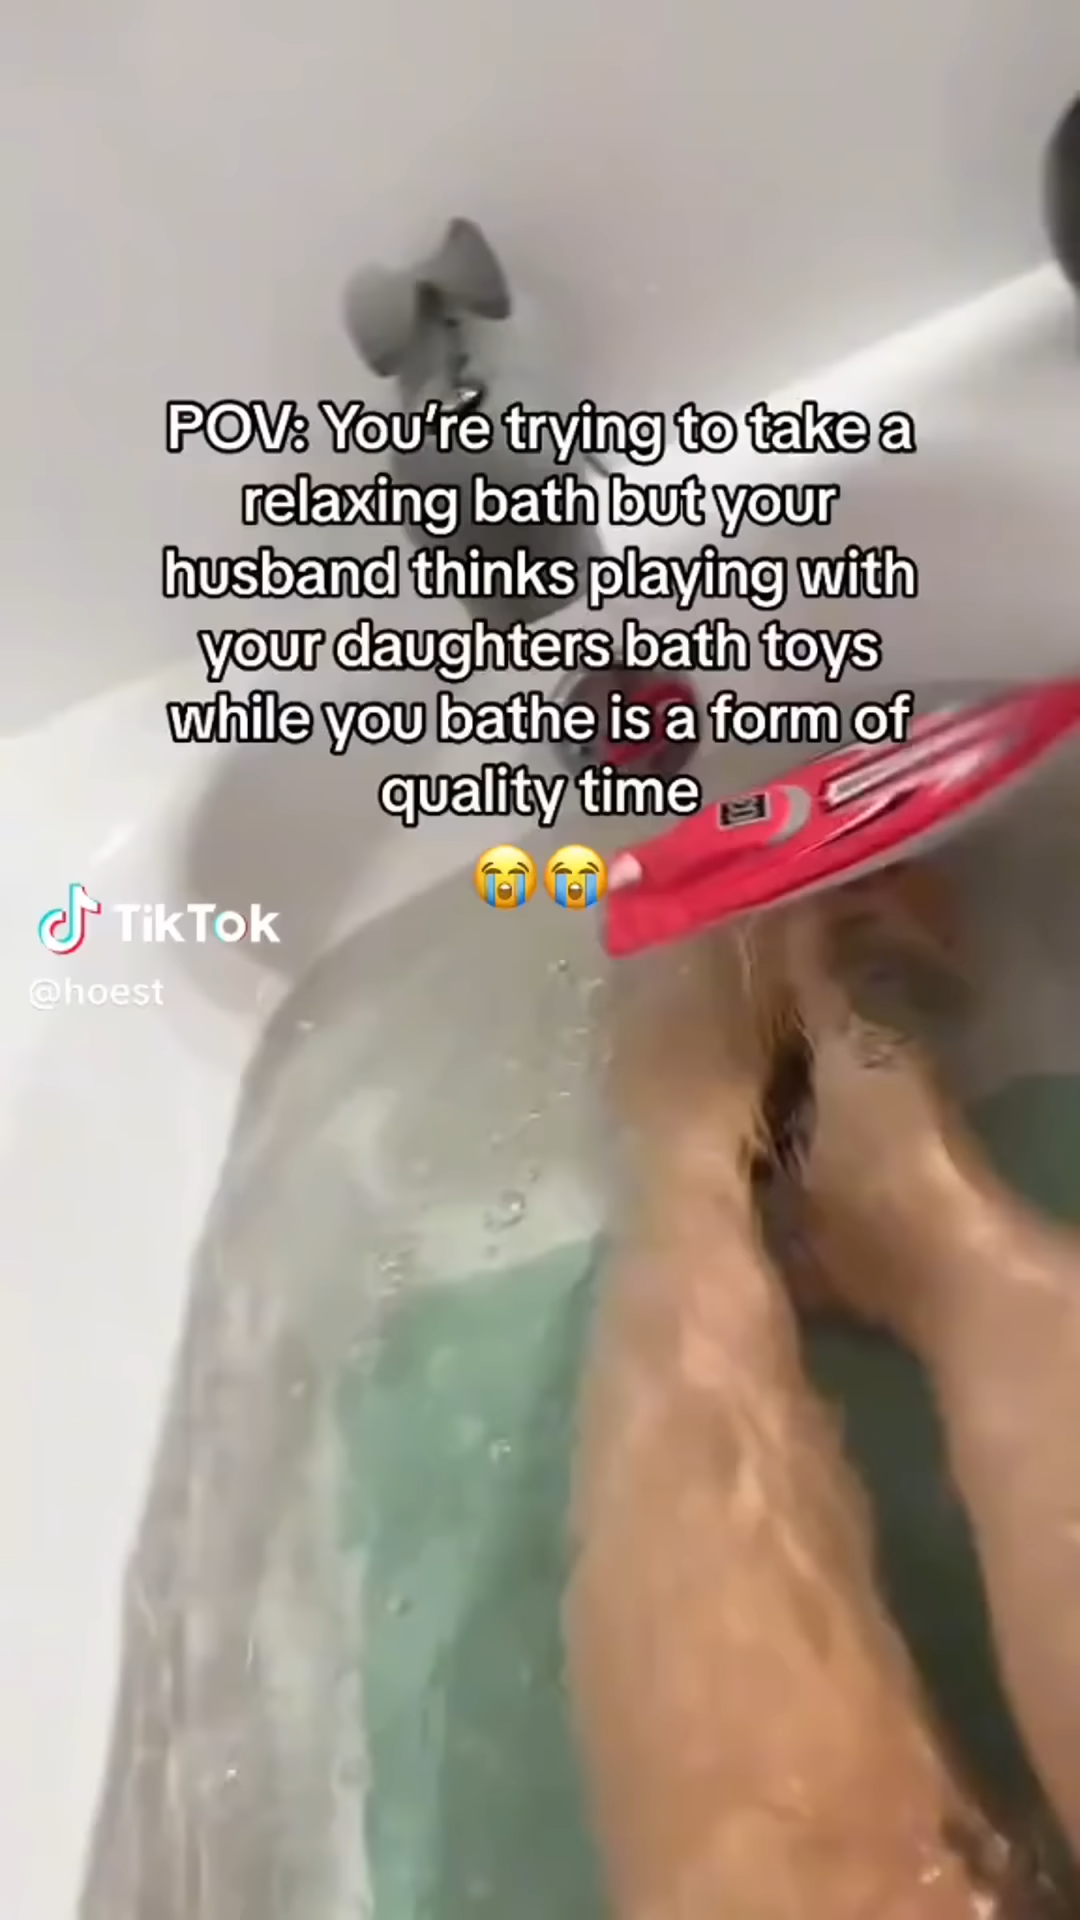 POV: You’re trying to take a
relaxing bath but your
husband thinks playing with
your daughters bath toys
while you bathe is a form of
quality time
😭😭
TikTok
@hoest